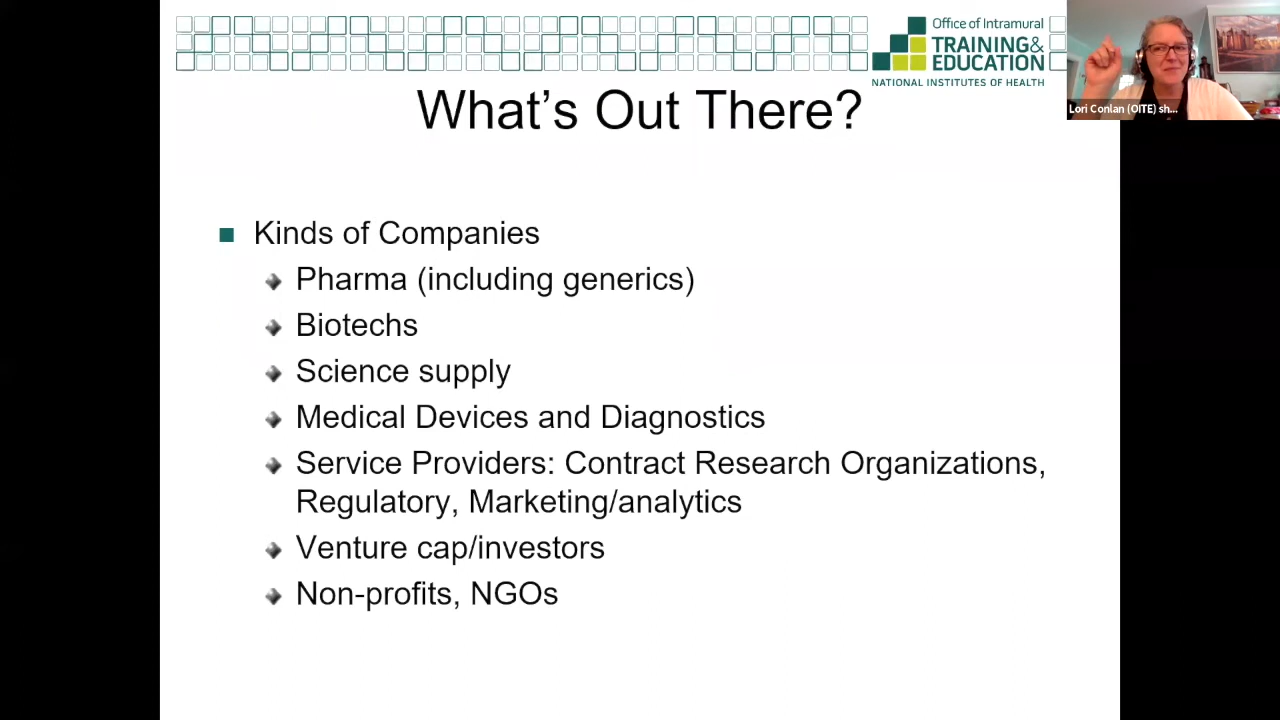 Office of Intramural
TRAINING&
EDUCATION
NATIONAL INSTITUTES OF HEALTH
Lori Conlan (OITE) sh...
What's Out There?
Kinds of Companies
Pharma (including generics)
Biotechs
Science supply
Medical Devices and Diagnostics
Service Providers: Contract Research Organizations,
Regulatory, Marketing/analytics
Venture cap/investors
Non-profits, NGOs